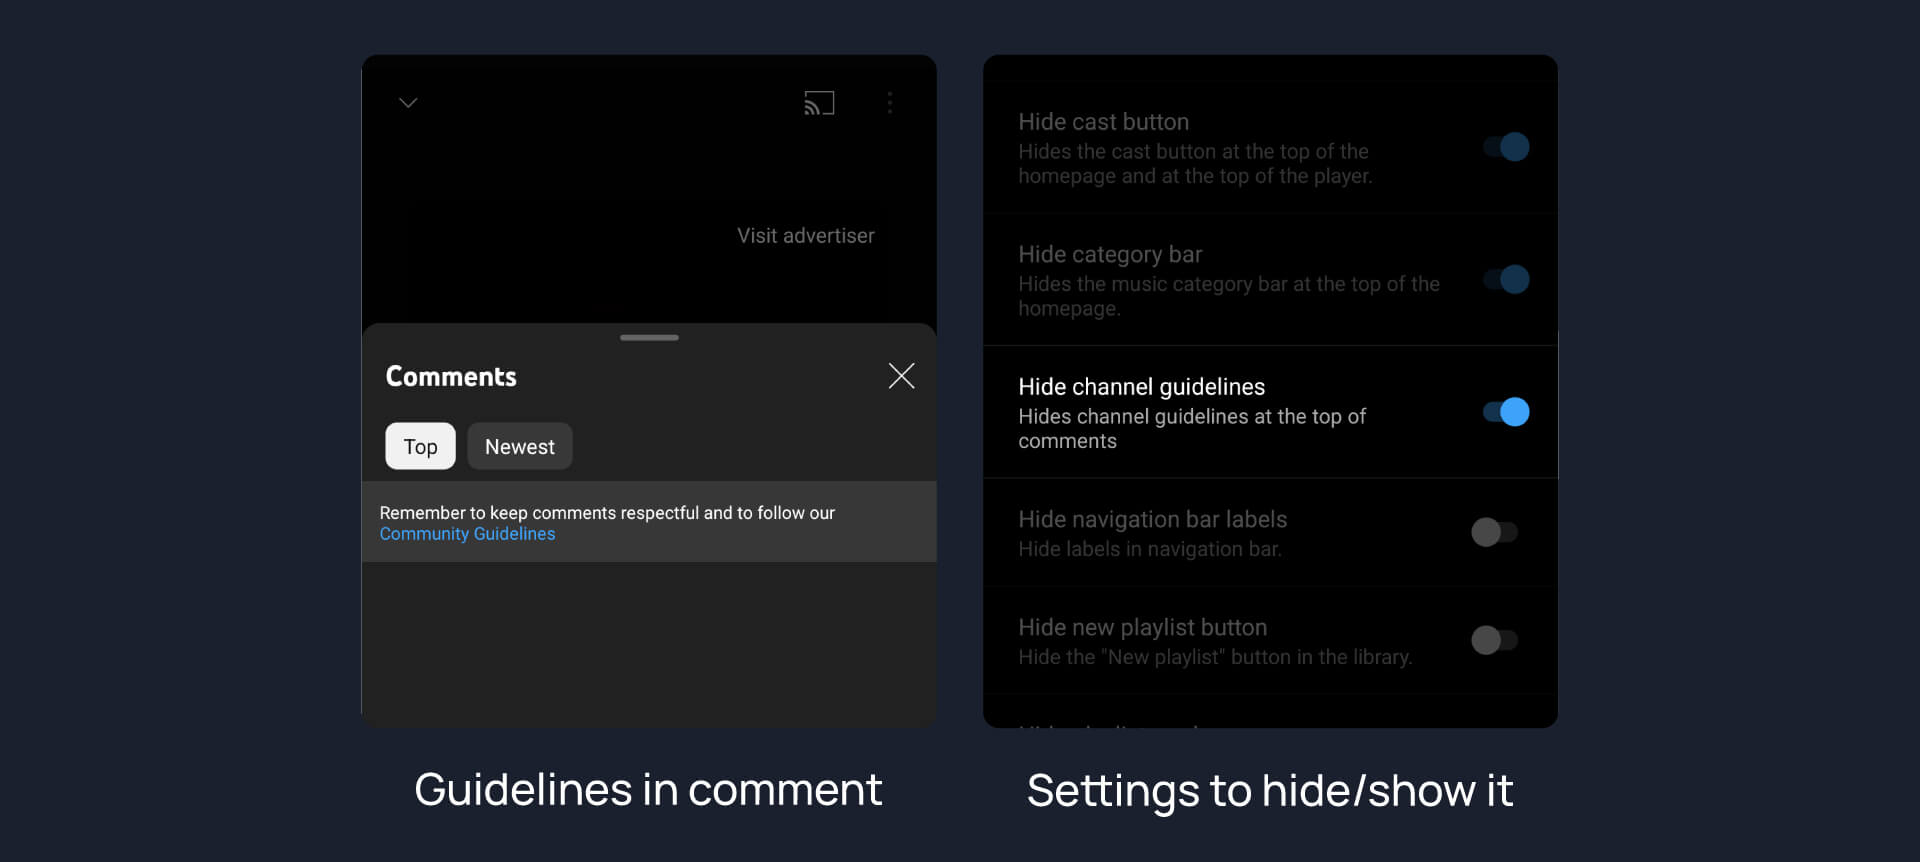 Visit advertiser
Comments
Top
Newest
Remember to keep comments respectful and to follow our
Community Guidelines
Guidelines in comment
Hide cast button
Hides the cast button at the top of the
homepage and at the top of the player.
Hide category bar
Hides the music category bar at the top of the
homepage.
Hide channel guidelines
Hides channel guidelines at the top of
comments
Hide navigation bar labels
Hide labels in navigation bar.
Hide new playlist button
Hide the "New playlist" button in the library.
Settings to hide/show it